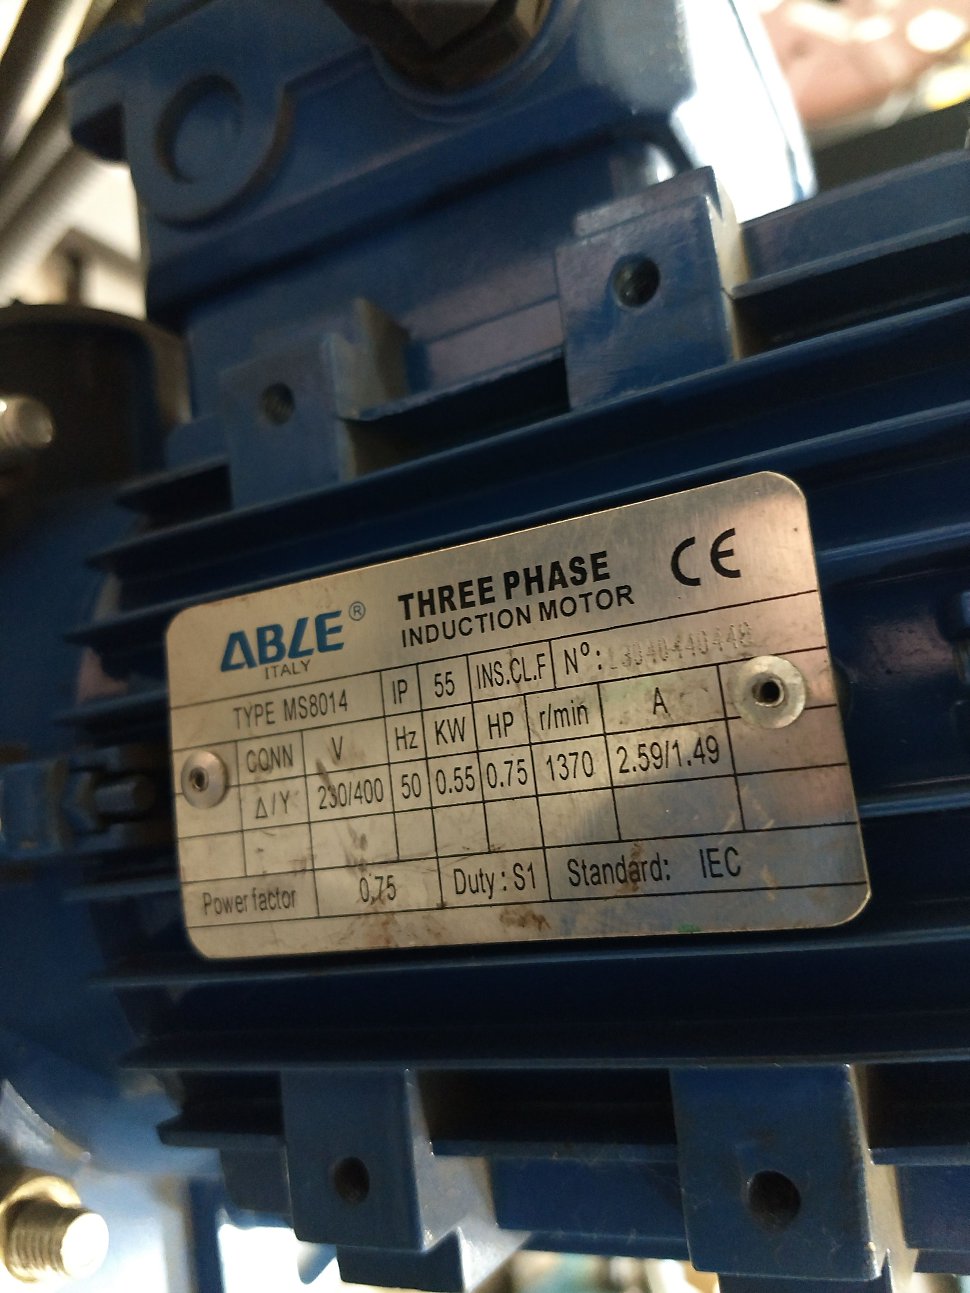 ABLE®
ITALY
THREE PHASE
INDUCTION MOTOR
CE
TYPE MS8014 IP 55 INS.CL.F Nº:
CONN V Hz KW HP r/min A
Δ/Y 230/400 50 0.55 0.75 1370 2.59/1.49
Power factor 0.75 Duty: S1 Standard: IEC